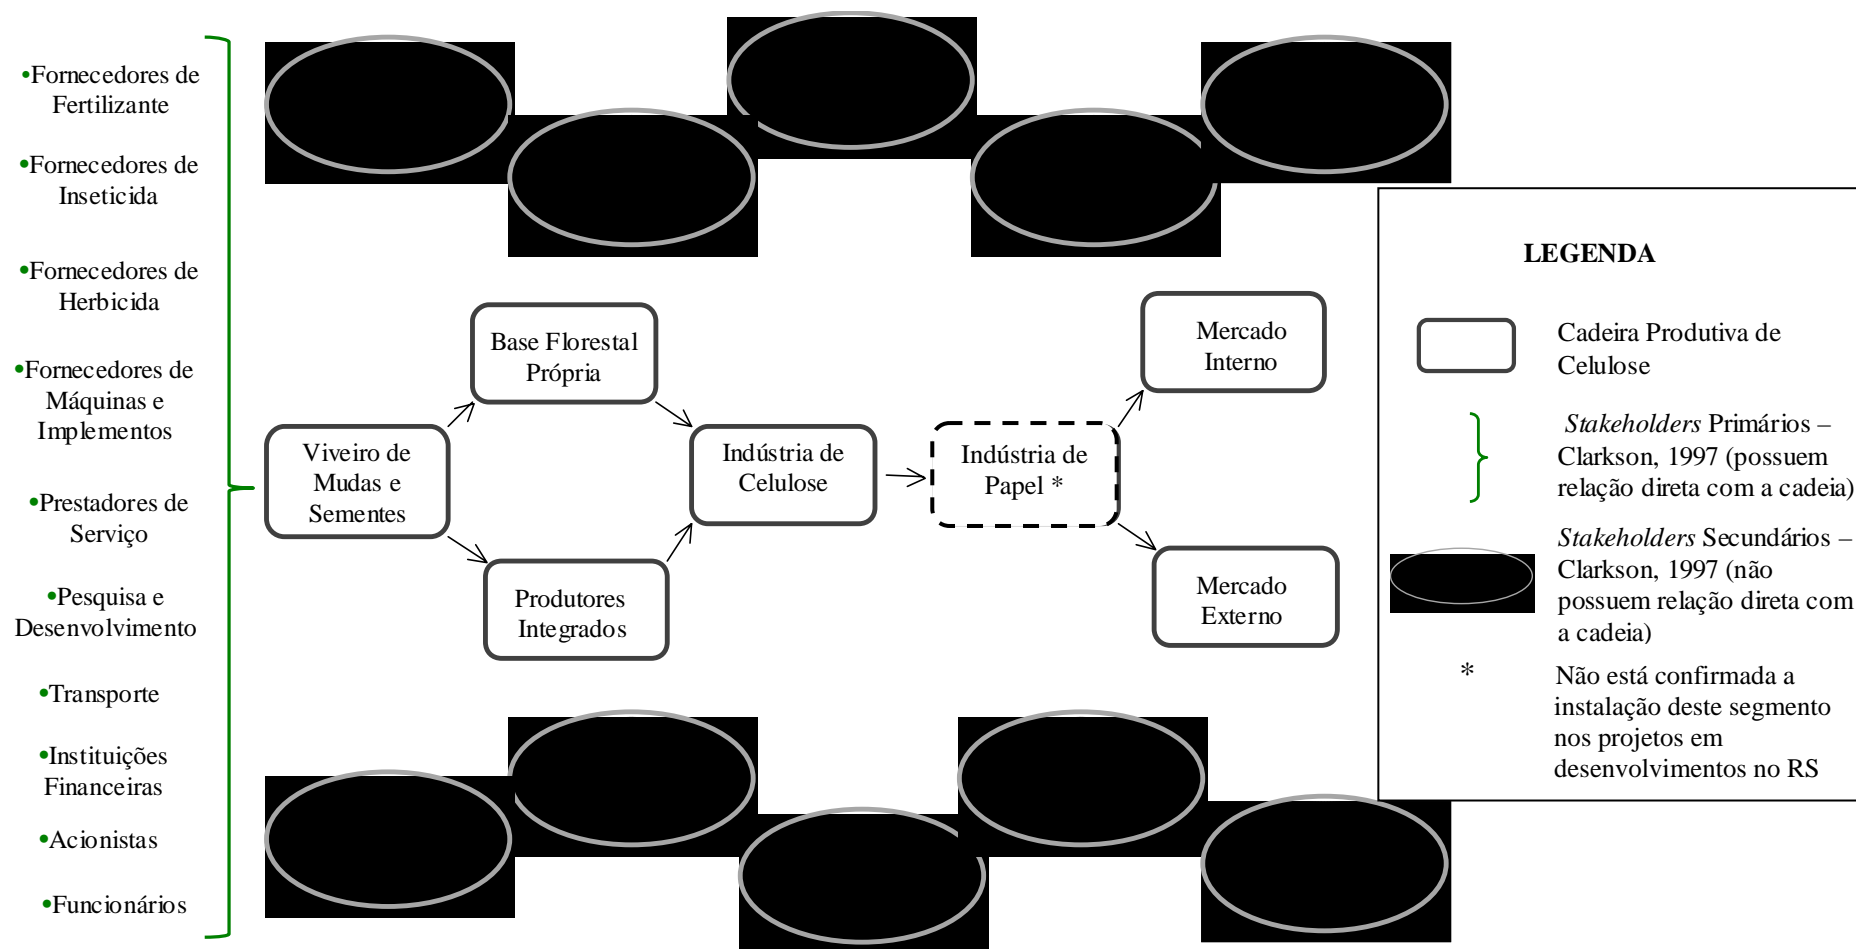 •Fornecedores de
Fertilizante
•Fornecedores de
Inseticida
•Fornecedores de
Herbicida
•Fornecedores de
Máquinas e
Implementos
•Prestadores de
Serviço
•Pesquisa e
Desenvolvimento
•Transporte
•Instituições
Financeiras
•Acionistas
•Funcionários
Viveiro de
Mudas e
Sementes
Base Florestal
Própria
Produtores
Integrados
Indústria de
Celulose
Indústria de
Papel *
Mercado
Interno
Mercado
Externo
LEGENDA
Cadeira Produtiva de
Celulose
Stakeholders Primários –
Clarkson, 1997 (possuem
relação direta com a cadeia)
Stakeholders Secundários –
Clarkson, 1997 (não
possuem relação direta com
a cadeia)
*
Não está confirmada a
instalação deste segmento
nos projetos em
desenvolvimentos no RS